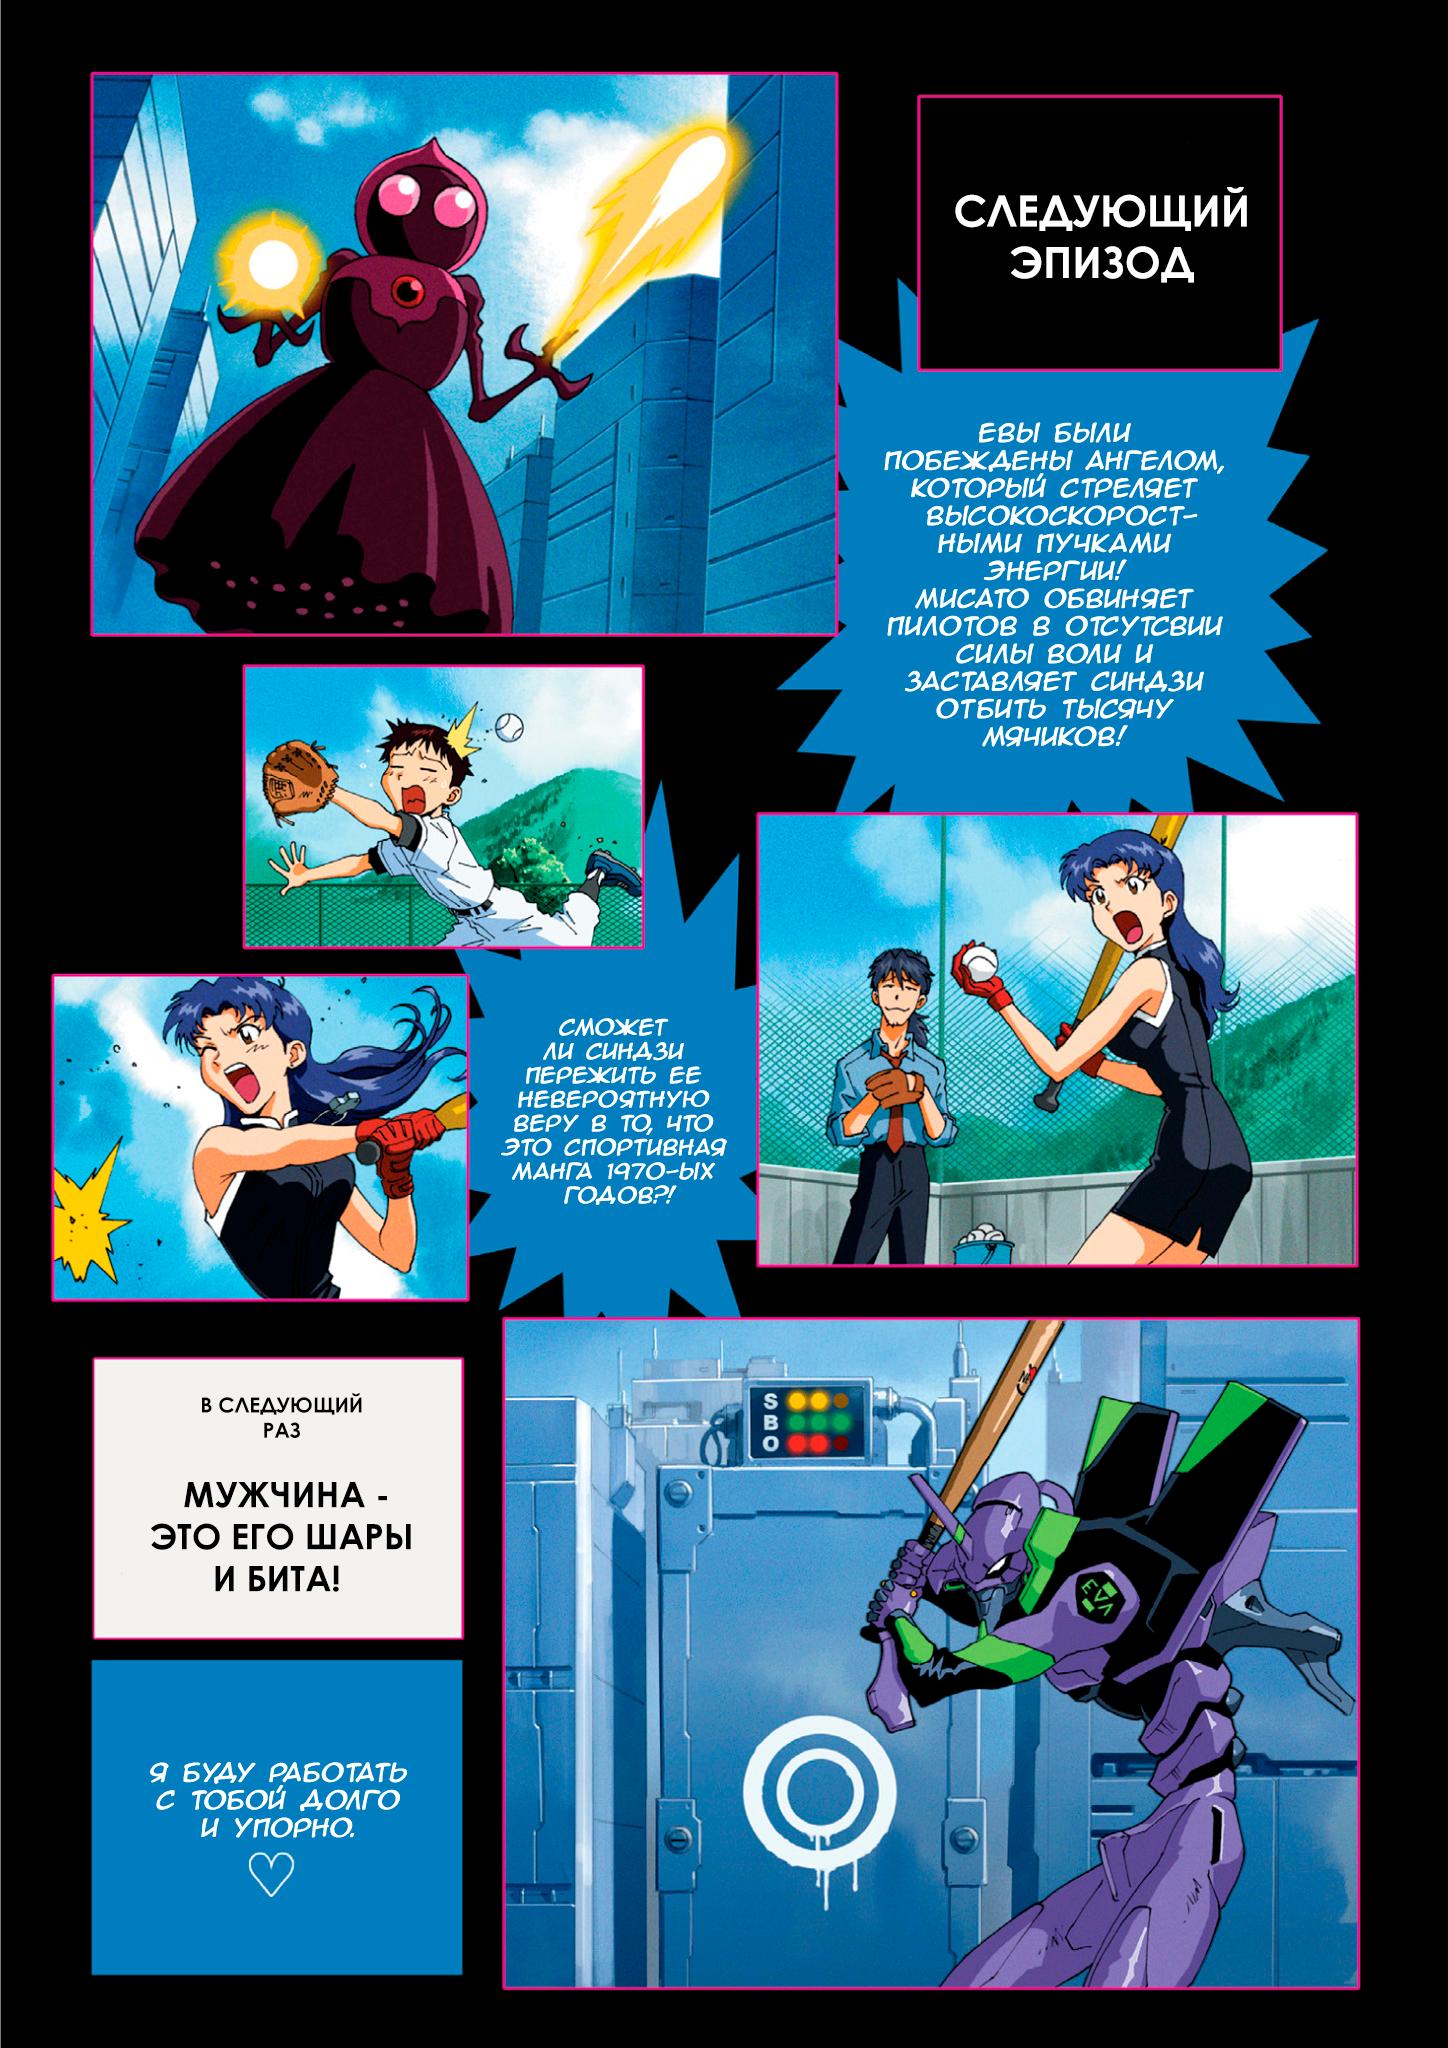 СЛЕДУЮЩИЙ
ЭПИЗОД
ЕВЫ БЫЛИ
ПОБЕЖДЕНЫ АНГЕЛОМ,
КОТОРЫЙ СТРЕЛЯЕТ
ВЫСОКОСКОРОСТ-
НЫМИ ПУЧКАМИ
ЭНЕРГИИ!
МИСАТО ОБВИНЯЕТ
ПИЛОТОВ В ОТСУТСВИИ
СИЛЫ ВОЛИ И
ЗАСТАВЛЯЕТ СИНДЗИ
ОТБИТЬ ТЫСЯЧУ
МЯЧИКОВ!
СМОЖЕТ
ЛИ СИНДЗИ
ПЕРЕЖИТЬ ЕЕ
НЕВЕРОЯТНУЮ
ВЕРУ В ТО, ЧТО
ЭТО СПОРТИВНАЯ
МАНГА 1970-ЫХ
ГОДОВ?!
S
B
O
EVA
В СЛЕДУЮЩИЙ
РАЗ
МУЖЧИНА -
ЭТО ЕГО ШАРЫ
И БИТА!
Я БУДУ РАБОТАТЬ
С ТОБОЙ ДОЛГО
И УПОРНО.
♡